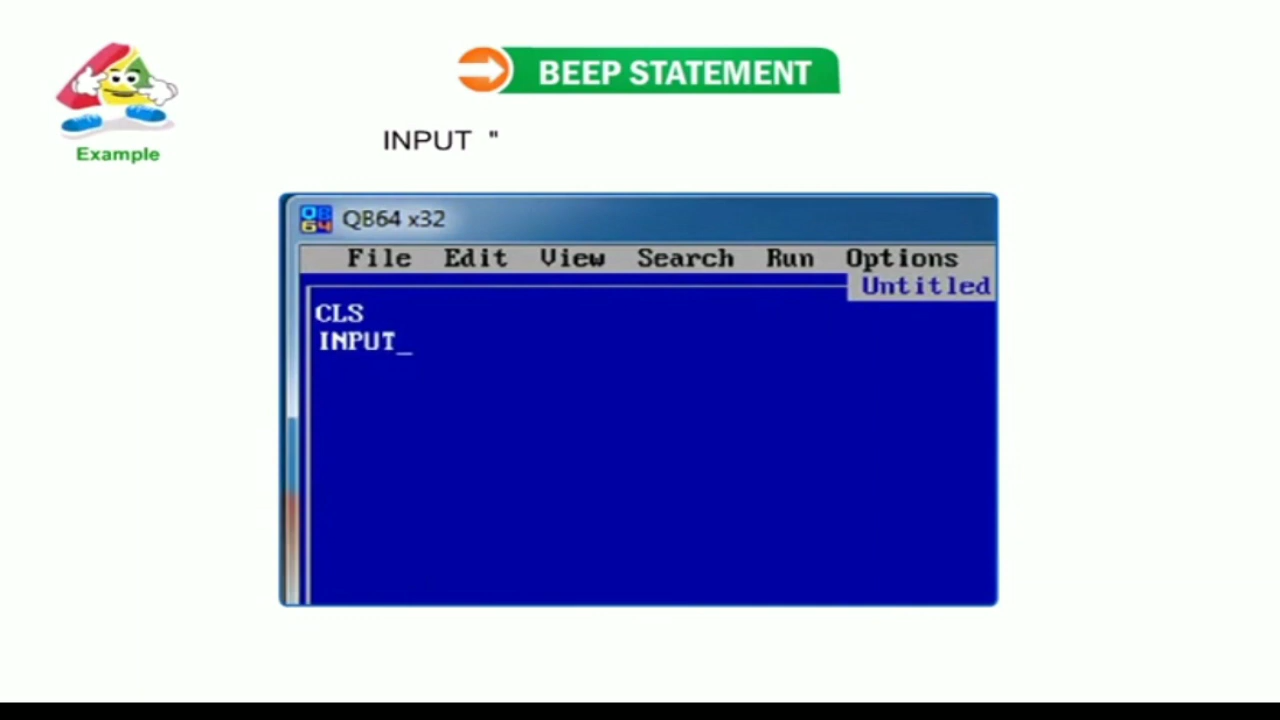 BEEP STATEMENT
Example
INPUT "
QB64 x32
File Edit View Search Run Options
Untitled
CLS
INPUT_